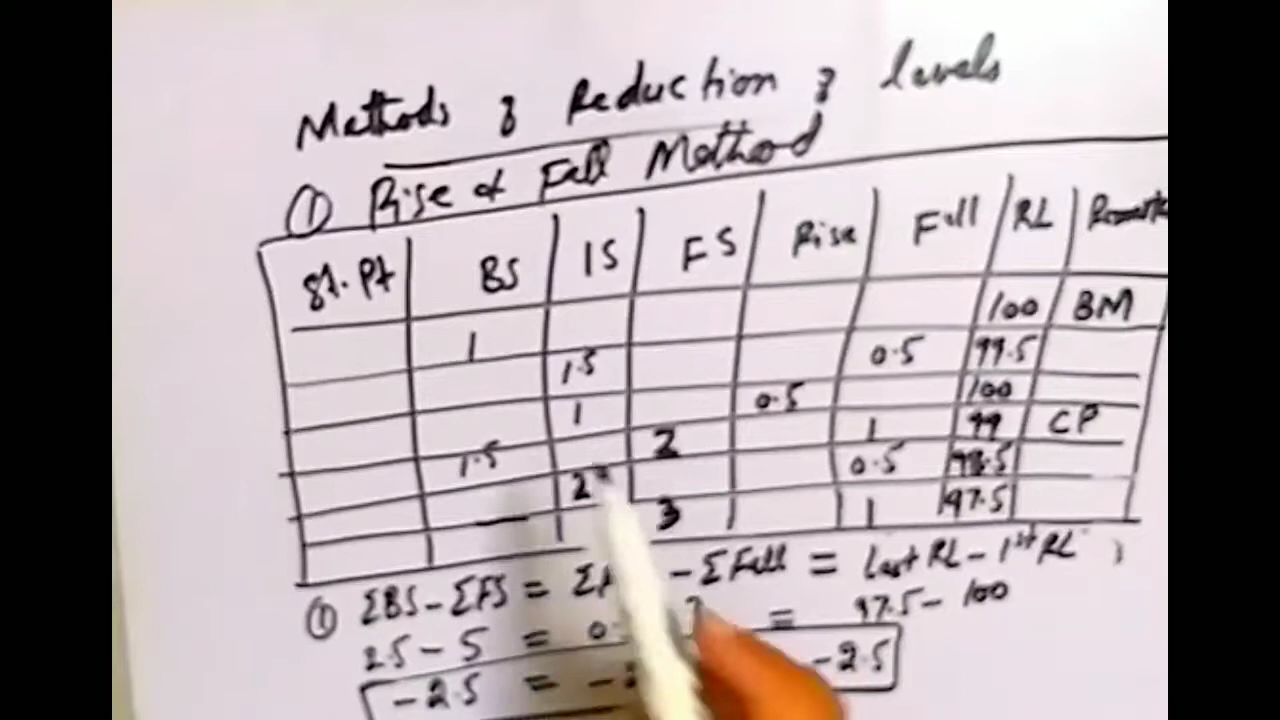 Methods of Reduction of levels
① Rise & Fall Method
St. Pt BS IS FS Rise Fall RL Remark
1 100 BM
1.5 0.5 99.5
1 0.5 100
1.5 2 1 99 CP
2 0.5 98.5
3 1 97.5
① ΣBS - ΣFS = - ΣFall = Last RL - 1st RL
2.5 - 5 = = 97.5 - 100
-2.5 = -2.5